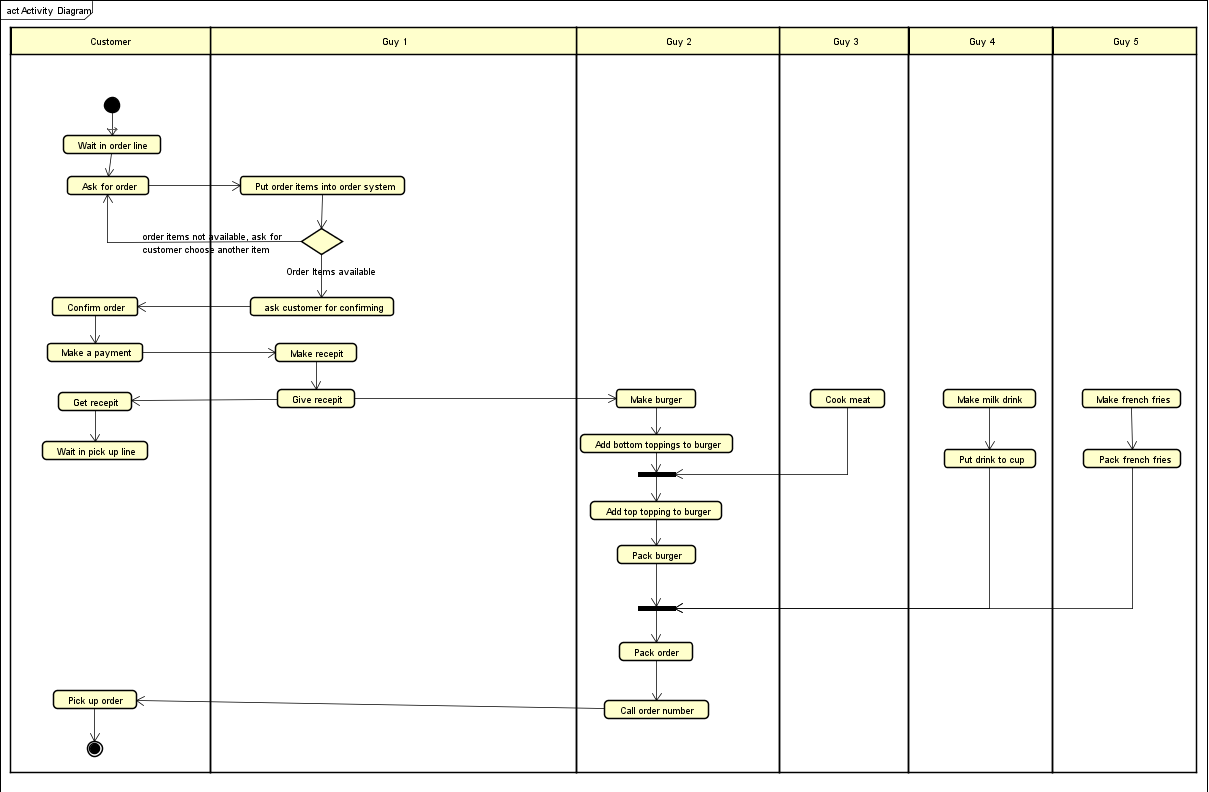 act Activity Diagram
Customer
Guy 1
Guy 2
Guy 3
Guy 4
Guy 5
Wait in order line
Ask for order
Put order items into order system
order items not available, ask for
customer choose another item
Order Items available
Confirm order
ask customer for confirming
Make a payment
Make recepit
Get recepit
Give recepit
Make burger
Cook meat
Make milk drink
Make french fries
Wait in pick up line
Add bottom toppings to burger
Put drink to cup
Pack french fries
Add top topping to burger
Pack burger
Pack order
Pick up order
Call order number